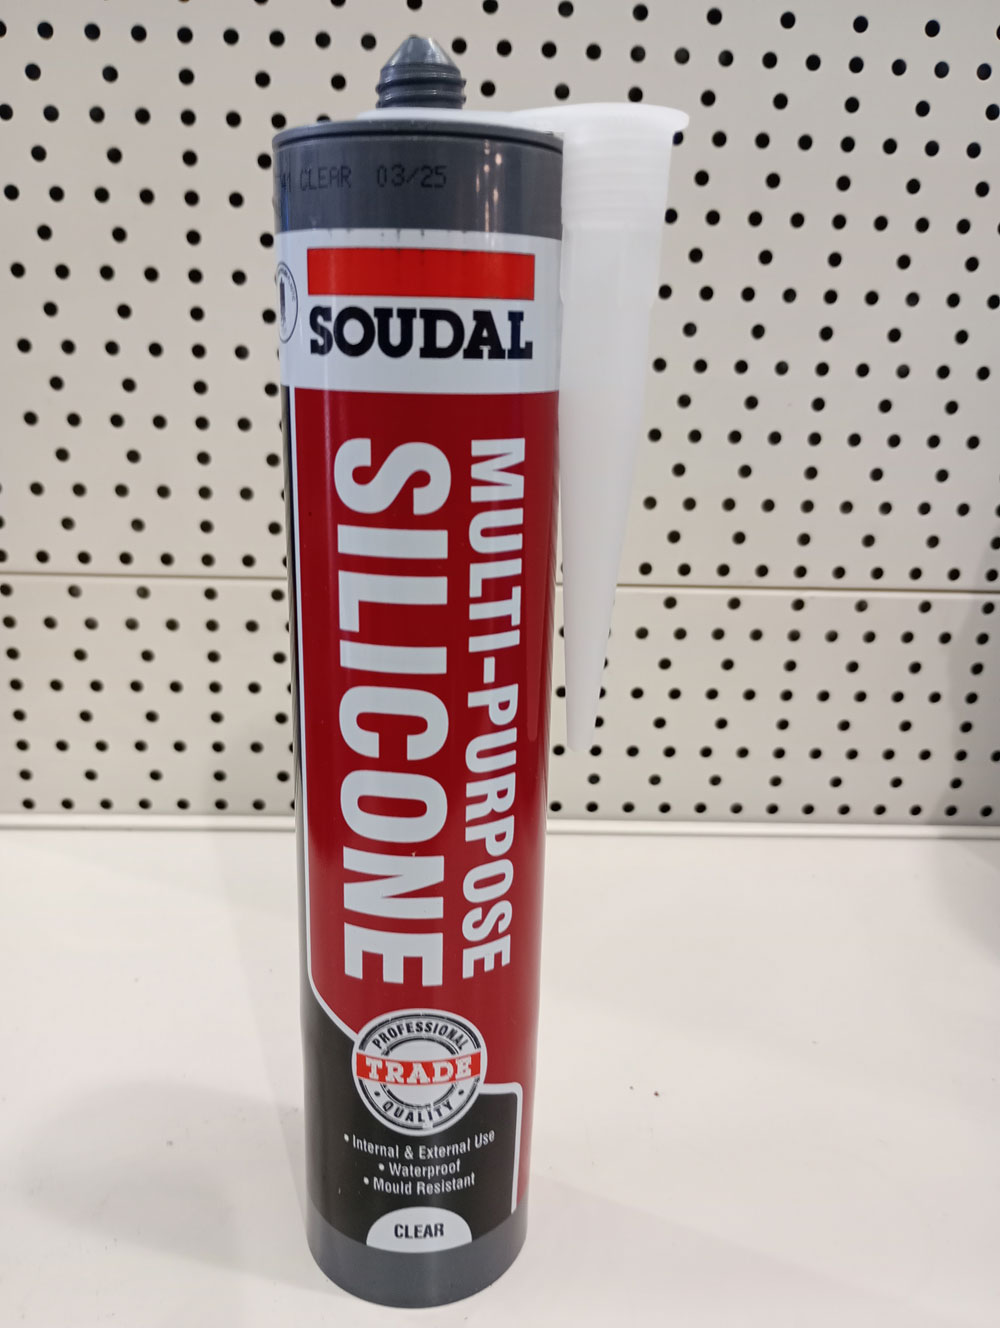 CLEAR 03/25
SOUDAL
MULTI-PURPOSE
SILICONE
PROFESSIONAL
TRADE
QUALITY
• Internal & External Use
• Waterproof
• Mould Resistant
CLEAR